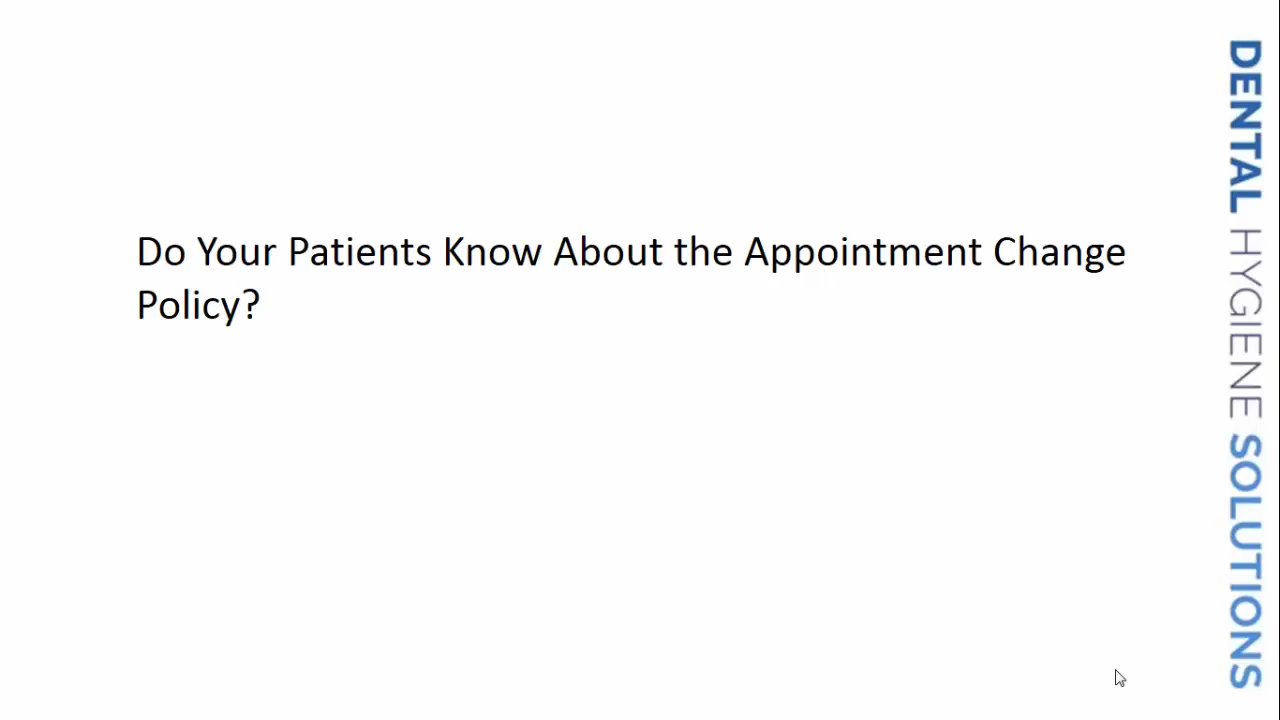 Do Your Patients Know About the Appointment Change
Policy?
DENTAL HYGIENE SOLUTIONS